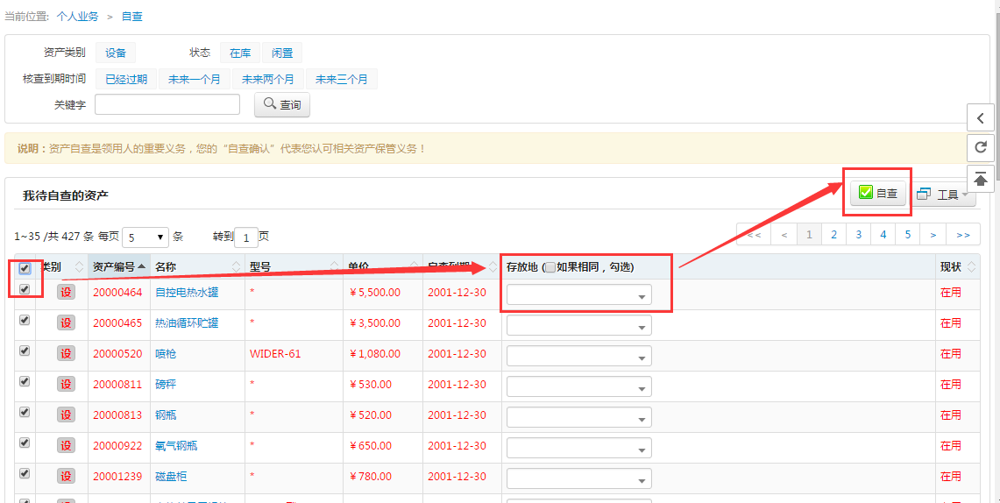 当前位置: 个人业务 > 自查
资产类别 设备 状态 在库 闲置
核查到期时间 已经过期 未来一个月 未来两个月 未来三个月
关键字 查询
说明：资产自查是领用人的重要义务，您的“自查确认”代表您认可相关资产保管义务！
我待自查的资产 自查 工具
1~35 /共 427 条 每页 5 条 转到 1 页 << < 1 2 3 4 5 > >>
类别 资产编号 名称 型号 单价 自查到期 存放地 (如果相同，勾选) 现状
设 20000464 自控电热水罐 * ￥5,500.00 2001-12-30 在用
设 20000465 热油循环贮罐 * ￥3,500.00 2001-12-30 在用
设 20000520 喷枪 WIDER-61 ￥1,080.00 2001-12-30 在用
设 20000811 磅秤 * ￥530.00 2001-12-30 在用
设 20000813 钢瓶 * ￥520.00 2001-12-30 在用
设 20000922 氧气钢瓶 * ￥650.00 2001-12-30 在用
设 20001239 磁盘柜 * ￥780.00 2001-12-30 在用